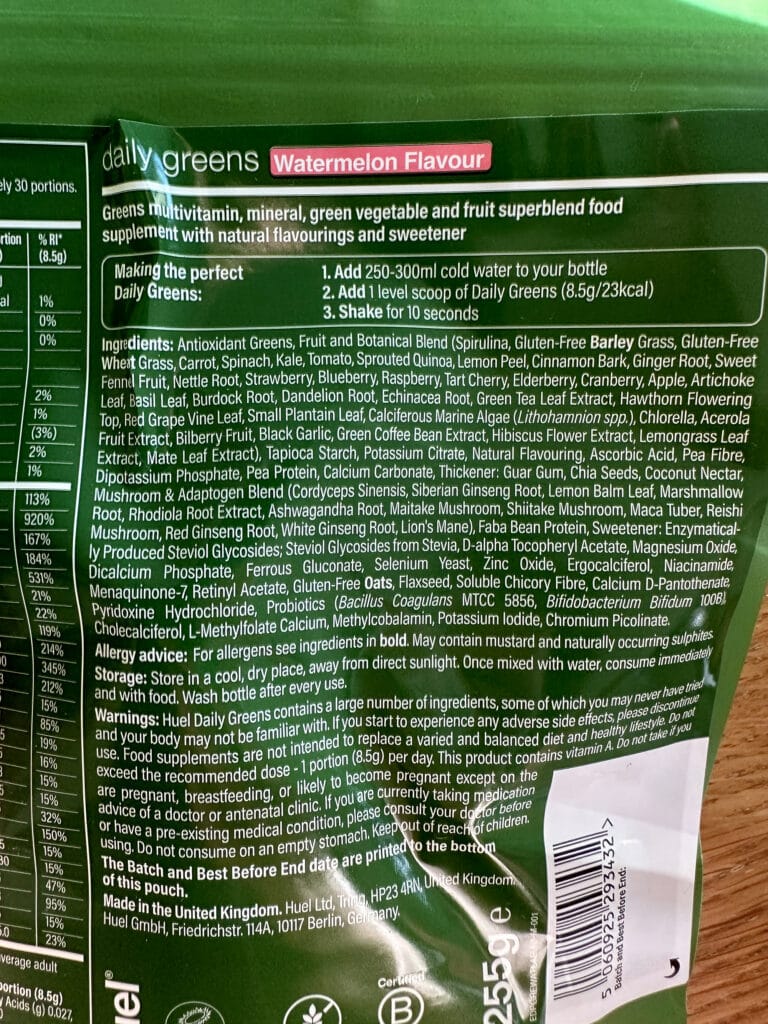 ely 30 portions.
rtion
% RI*
(8.5g)
al
1%
0%
0%
2%
1%
(3%)
2%
1%
113%
920%
167%
184%
531%
21%
22%
119%
214%
345%
212%
15%
85%
19%
16%
15%
15%
32%
150%
15%
15%
47%
95%
15%
23%
verage adult
portion (8.5g)
y Acids (g) 0.027,
daily greens Watermelon Flavour
Greens multivitamin, mineral, green vegetable and fruit superblend food
supplement with natural flavourings and sweetener
Making the perfect
Daily Greens:
1. Add 250-300ml cold water to your bottle
2. Add 1 level scoop of Daily Greens (8.5g/23kcal)
3. Shake for 10 seconds
Ingredients: Antioxidant Greens, Fruit and Botanical Blend (Spirulina, Gluten-Free Barley Grass, Gluten-Free
Wheat Grass, Carrot, Spinach, Kale, Tomato, Sprouted Quinoa, Lemon Peel, Cinnamon Bark, Ginger Root, Sweet
Fennel Fruit, Nettle Root, Strawberry, Blueberry, Raspberry, Tart Cherry, Elderberry, Cranberry, Apple, Artichoke
Leaf, Basil Leaf, Burdock Root, Dandelion Root, Echinacea Root, Green Tea Leaf Extract, Hawthorn Flowering
Top, Red Grape Vine Leaf, Small Plantain Leaf, Calciferous Marine Algae (Lithohamnion spp.), Chlorella, Acerola
Fruit Extract, Bilberry Fruit, Black Garlic, Green Coffee Bean Extract, Hibiscus Flower Extract, Lemongrass Leaf
Extract, Mate Leaf Extract), Tapioca Starch, Potassium Citrate, Natural Flavouring, Ascorbic Acid, Pea Fibre,
Dipotassium Phosphate, Pea Protein, Calcium Carbonate, Thickener: Guar Gum, Chia Seeds, Coconut Nectar,
Mushroom & Adaptogen Blend (Cordyceps Sinensis, Siberian Ginseng Root, Lemon Balm Leaf, Marshmallow
Root, Rhodiola Root Extract, Ashwagandha Root, Maitake Mushroom, Shiitake Mushroom, Maca Tuber, Reishi
Mushroom, Red Ginseng Root, White Ginseng Root, Lion's Mane), Faba Bean Protein, Sweetener: Enzymatical-
ly Produced Steviol Glycosides; Steviol Glycosides from Stevia, D-alpha Tocopheryl Acetate, Magnesium Oxide,
Dicalcium Phosphate, Ferrous Gluconate, Selenium Yeast, Zinc Oxide, Ergocalciferol, Niacinamide,
Menaquinone-7, Retinyl Acetate, Gluten-Free Oats, Flaxseed, Soluble Chicory Fibre, Calcium D-Pantothenate,
Pyridoxine Hydrochloride, Probiotics (Bacillus Coagulans MTCC 5856, Bifidobacterium Bifidum 100B),
Cholecalciferol, L-Methylfolate Calcium, Methylcobalamin, Potassium Iodide, Chromium Picolinate.
Allergy advice: For allergens see ingredients in bold. May contain mustard and naturally occurring sulphites.
Storage: Store in a cool, dry place, away from direct sunlight. Once mixed with water, consume immediately
and with food. Wash bottle after every use.
Warnings: Huel Daily Greens contains a large number of ingredients, some of which you may never have tried
and your body may not be familiar with. If you start to experience any adverse side effects, please discontinue
use. Food supplements are not intended to replace a varied and balanced diet and healthy lifestyle. Do not
exceed the recommended dose - 1 portion (8.5g) per day. This product contains vitamin A. Do not take if you
are pregnant, breastfeeding, or likely to become pregnant except on the
advice of a doctor or antenatal clinic. If you are currently taking medication
or have a pre-existing medical condition, please consult your doctor before
using. Do not consume on an empty stomach. Keep out of reach of children.
The Batch and Best Before End date are printed to the bottom
of this pouch.
Made in the United Kingdom. Huel Ltd, Tring, HP23 4RN, United Kingdom.
Huel GmbH, Friedrichstr. 114A, 10117 Berlin, Germany.
uel®
Certified
B
255g e
5 060925 293432 >
Batch and Best Before End: